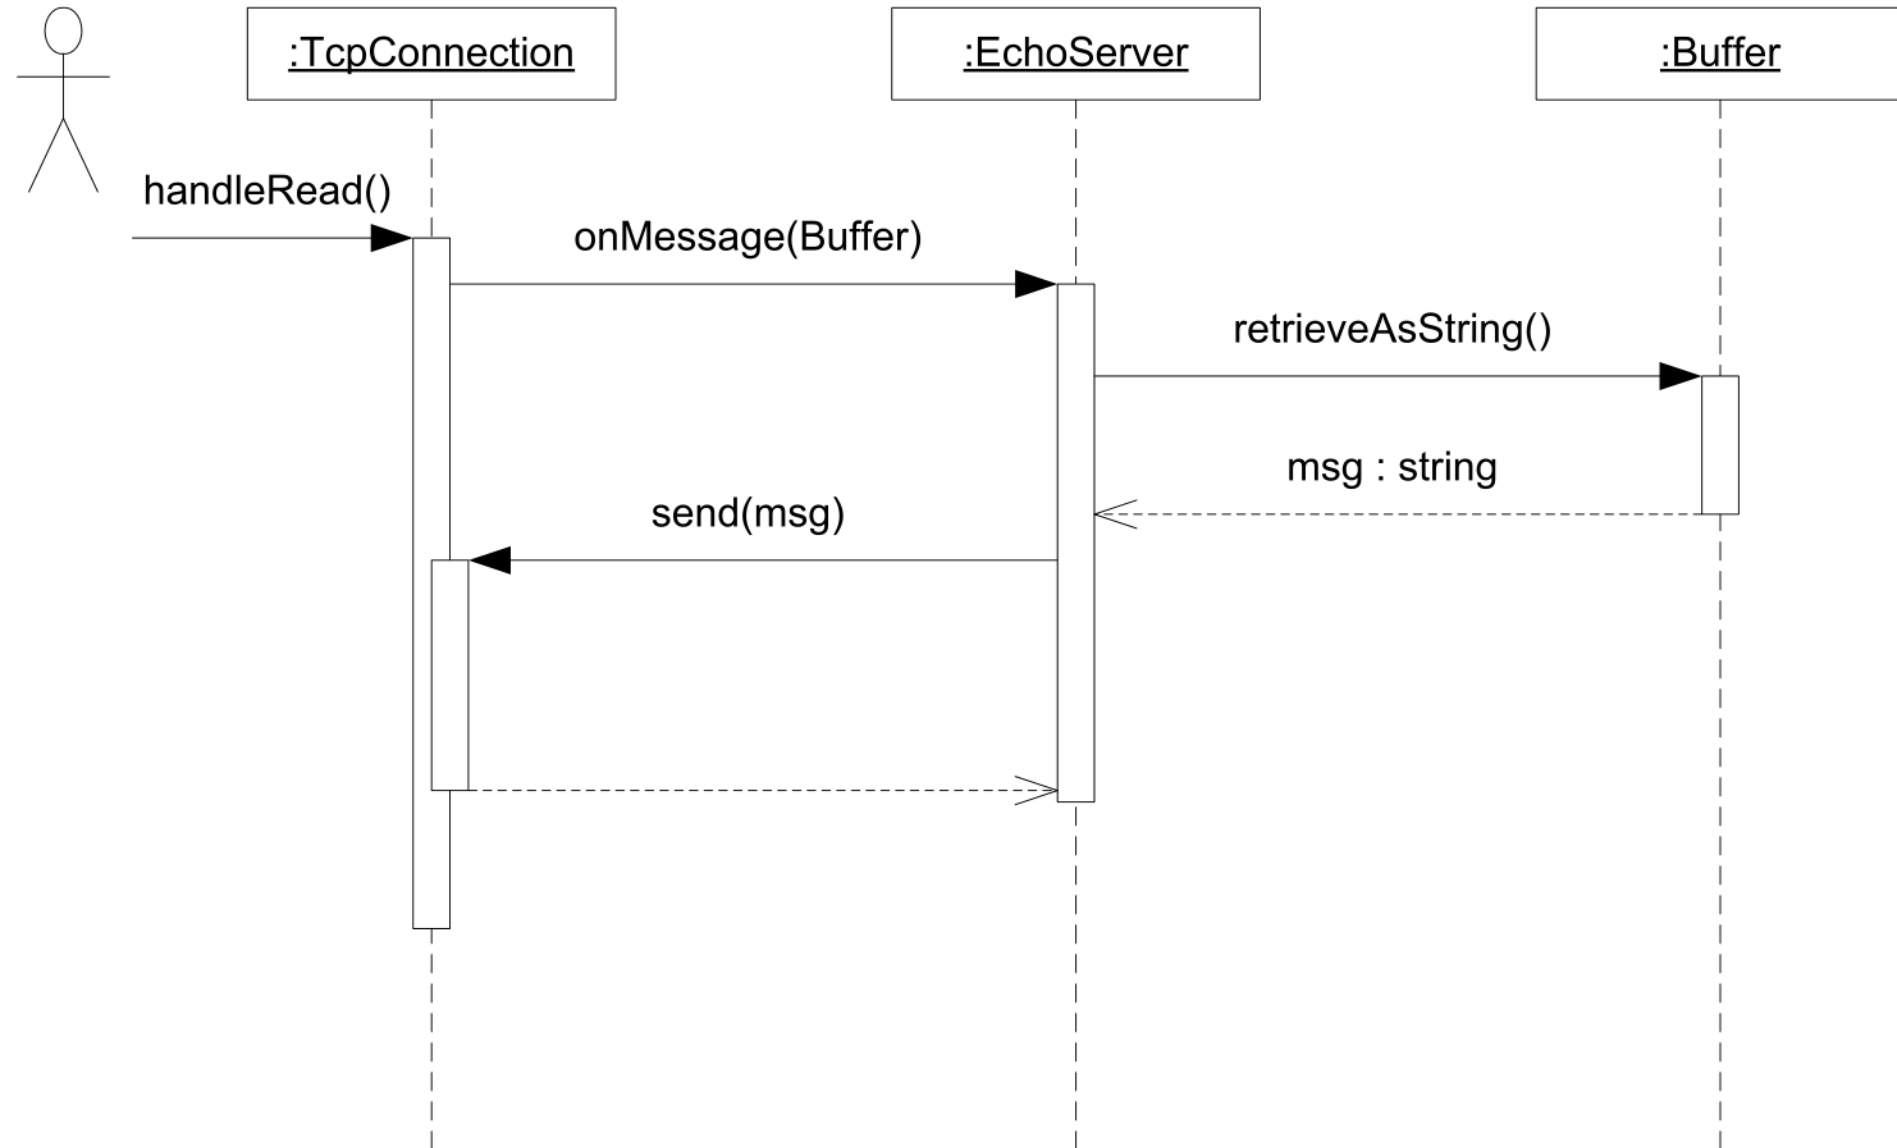 :TcpConnection
:EchoServer
:Buffer
handleRead()
onMessage(Buffer)
retrieveAsString()
msg : string
send(msg)